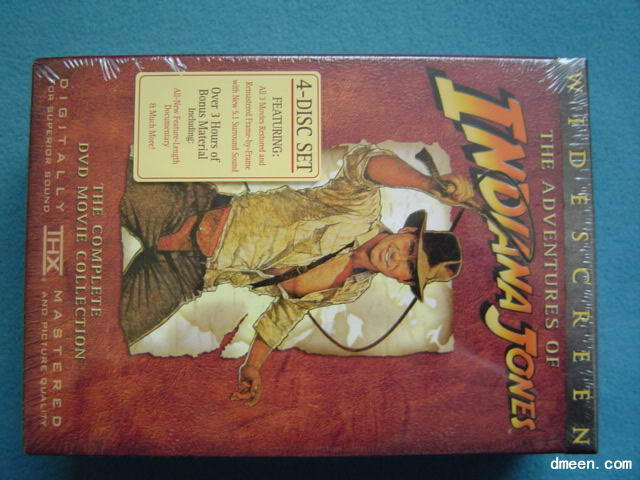 WIDESCREEN
THE ADVENTURES OF
INDIANA JONES
4-DISC SET
FEATURING:
All 3 Movies Restored and
Remastered Frame-by-Frame
with New 5.1 Surround Sound
Over 3 Hours of
Bonus Material
Including:
All-New Feature-Length
Documentary
& Much More!
THE COMPLETE
DVD MOVIE COLLECTION
DIGITALLY THX MASTERED
FOR SUPERIOR SOUND AND PICTURE QUALITY
dmeen.com